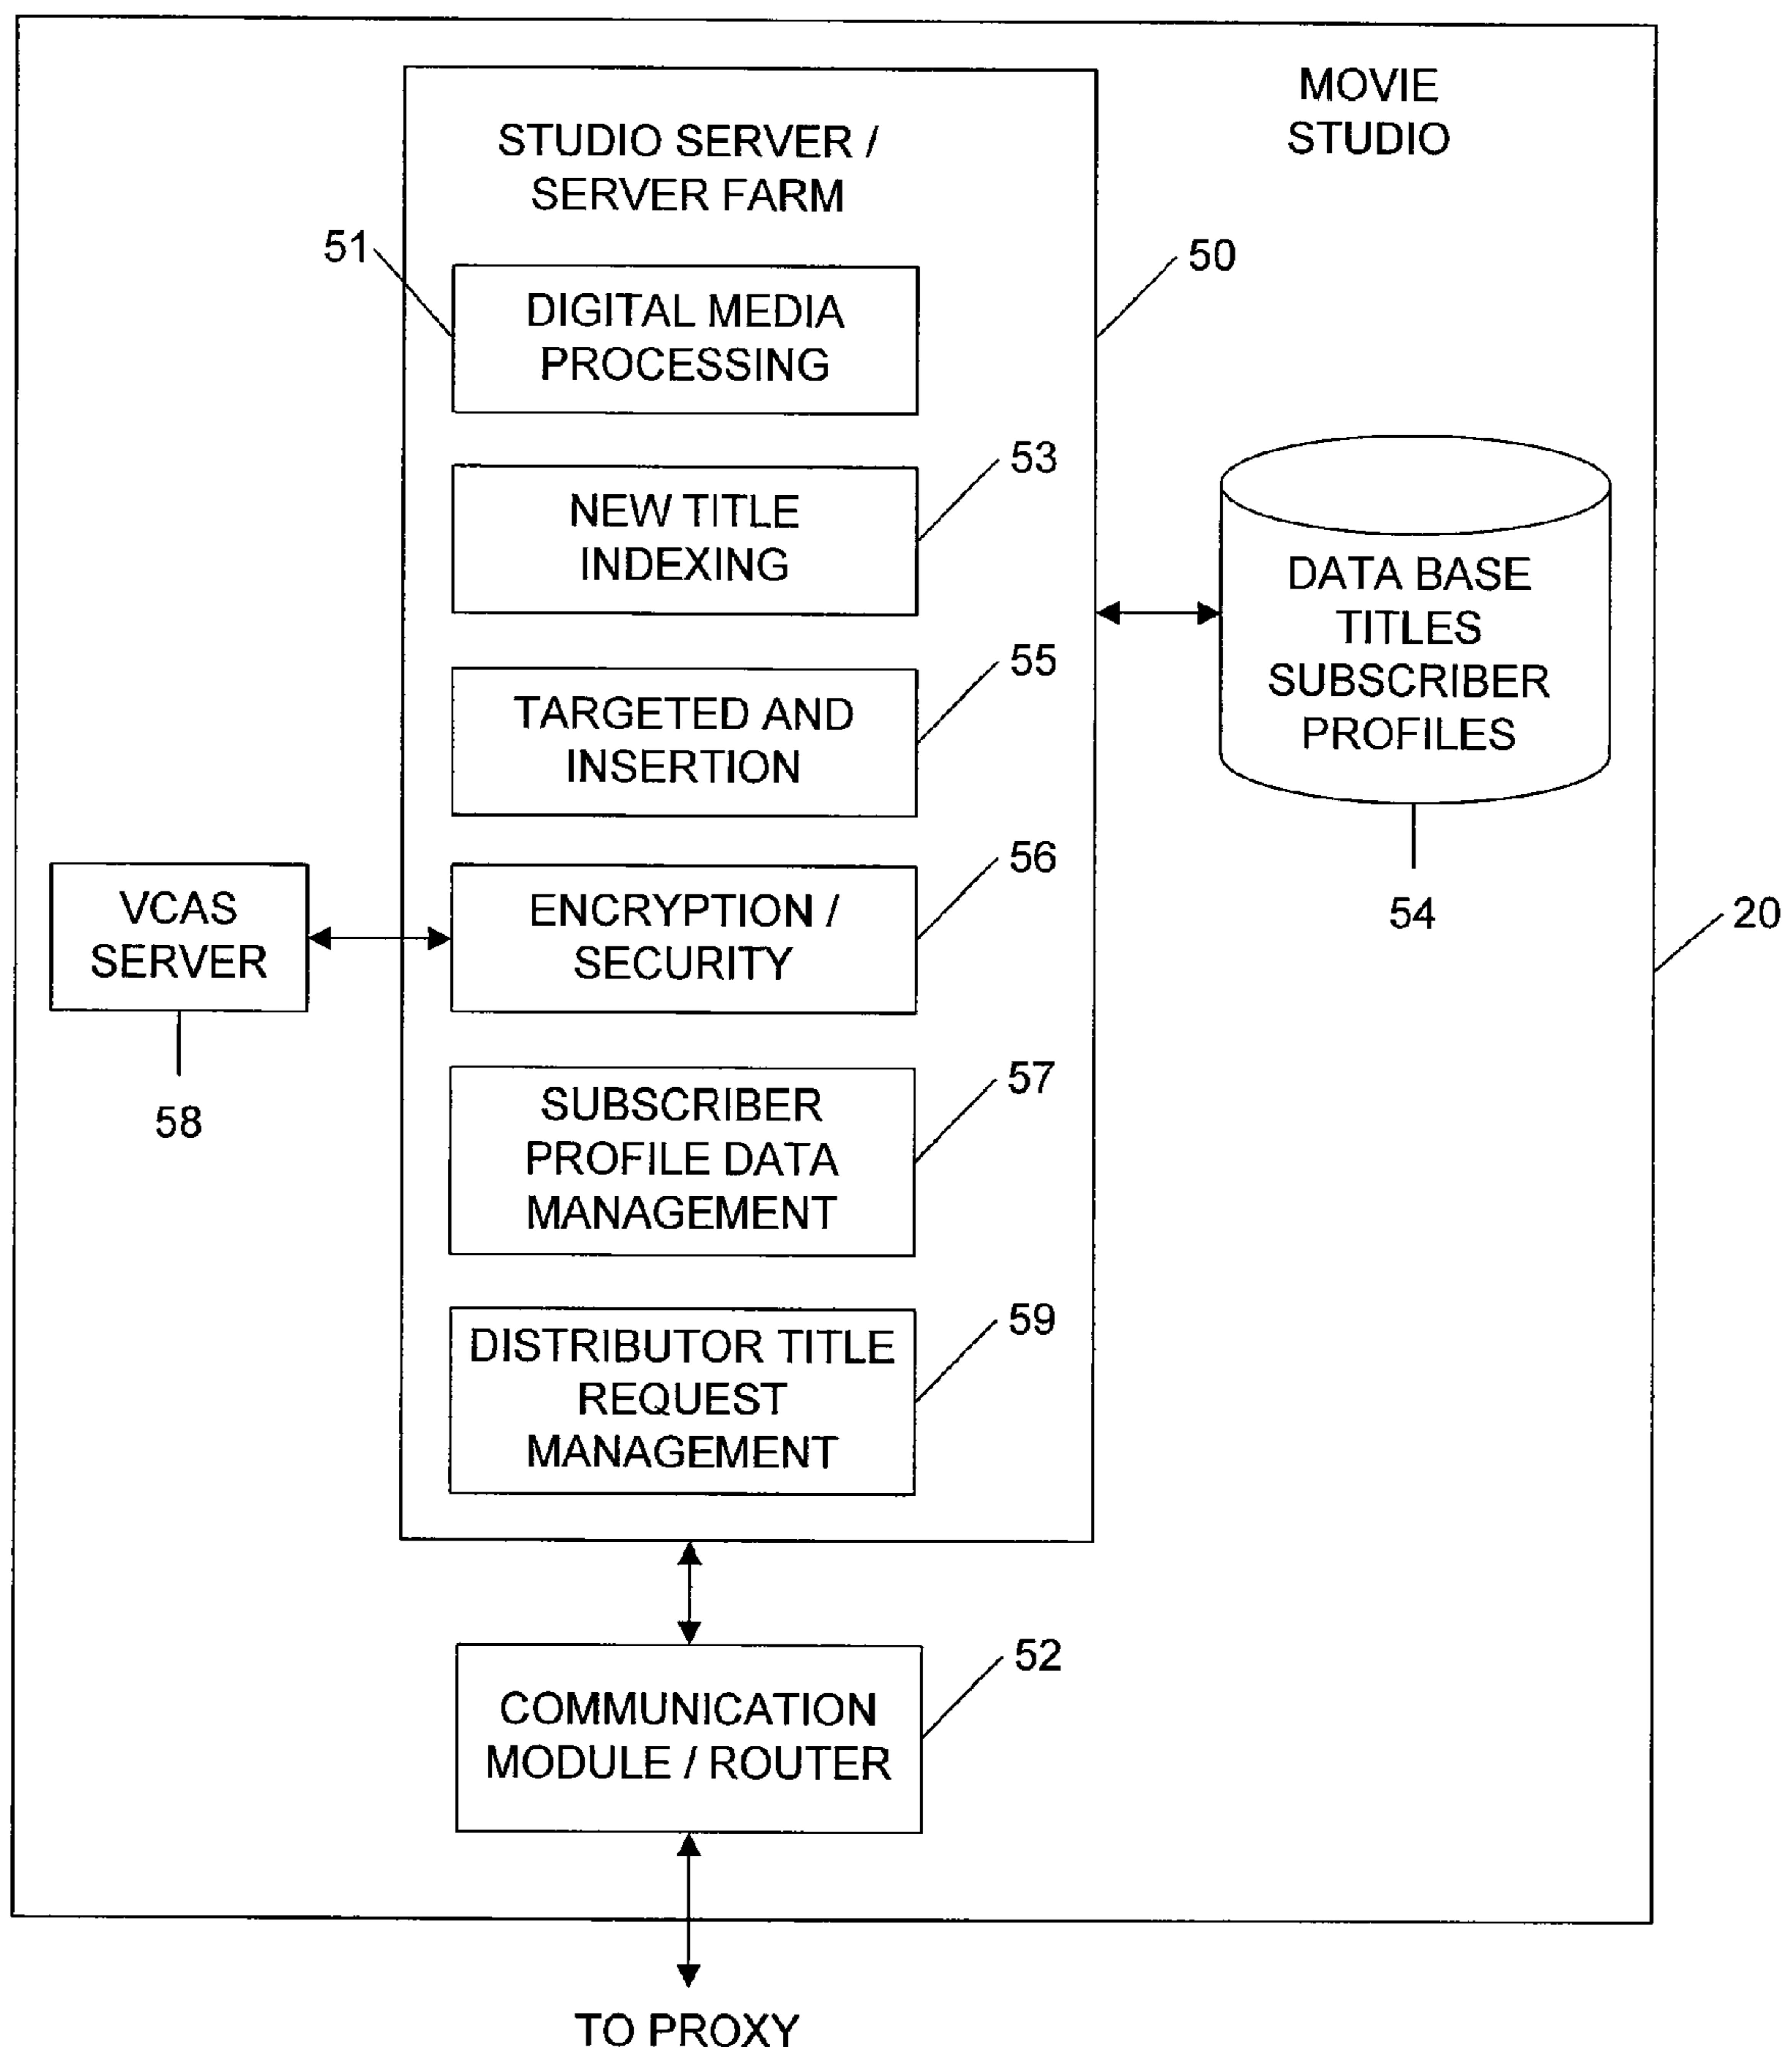 MOVIE
STUDIO
STUDIO SERVER /
SERVER FARM
51
50
DIGITAL MEDIA
PROCESSING
53
NEW TITLE
INDEXING
DATA BASE
TITLES
SUBSCRIBER
PROFILES
55
TARGETED AND
INSERTION
54
20
56
VCAS
SERVER
ENCRYPTION /
SECURITY
58
57
SUBSCRIBER
PROFILE DATA
MANAGEMENT
59
DISTRIBUTOR TITLE
REQUEST
MANAGEMENT
52
COMMUNICATION
MODULE / ROUTER
TO PROXY